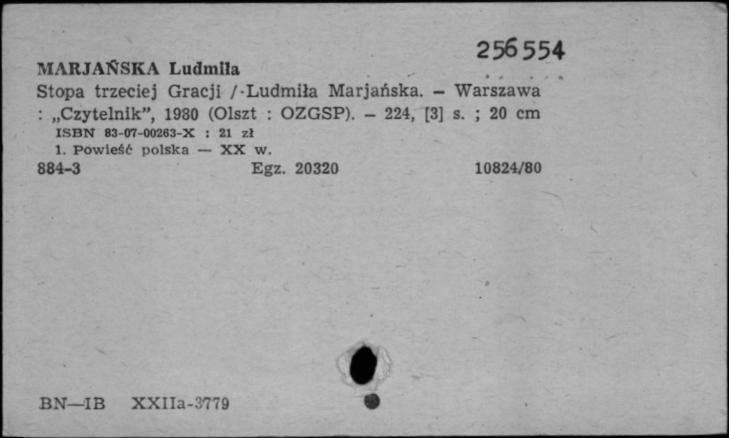 256554
MARJAŃSKA Ludmiła
Stopa trzeciej Gracji / Ludmiła Marjańska. — Warszawa
: „Czytelnik”, 1980 (Olszt : OZGSP). — 224, [3] s. ; 20 cm
ISBN 83-07-00263-X : 21 zł
1. Powieść polska — XX w.
884-3 Egz. 20320 10824/80
BN—IB XXIIa-3779